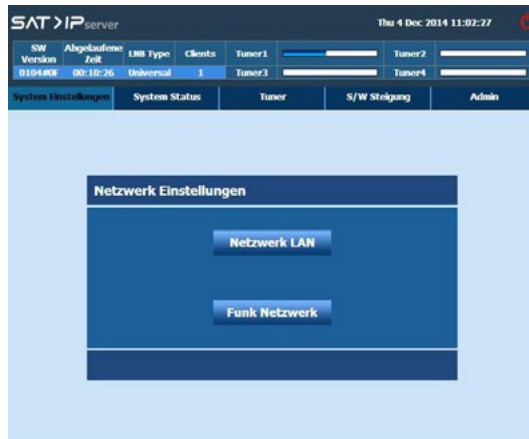 SAT>IP server
Thu 4 Dec 2014 11:02:27
SW Version Abgelaufene Zeit LNB Type Clients Tuner1 Tuner2
0104#0F 00:10:26 Universal 1 Tuner3 Tuner4
System Einstellungen System Status Tuner S/W Steigung Admin
Netzwerk Einstellungen
Netzwerk LAN
Funk Netzwerk